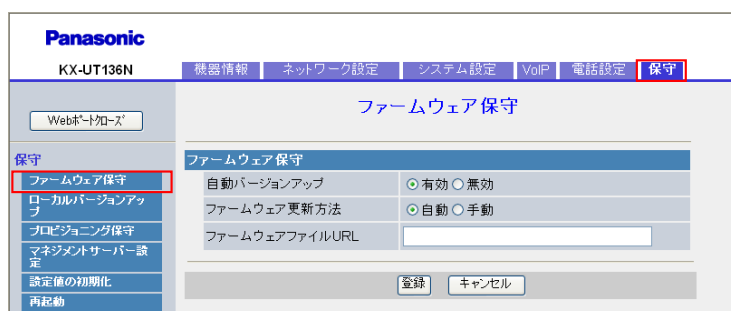 Panasonic
KX-UT136N
機器情報 ネットワーク設定 システム設定 VoIP 電話設定 保守
Webポートクローズ
ファームウェア保守
保守
ファームウェア保守
ローカルバージョンアッ
プ
プロビジョニング保守
マネジメントサーバー設
定
設定値の初期化
再起動
ファームウェア保守
自動バージョンアップ 有効 無効
ファームウェア更新方法 自動 手動
ファームウェアファイルURL
登録 キャンセル